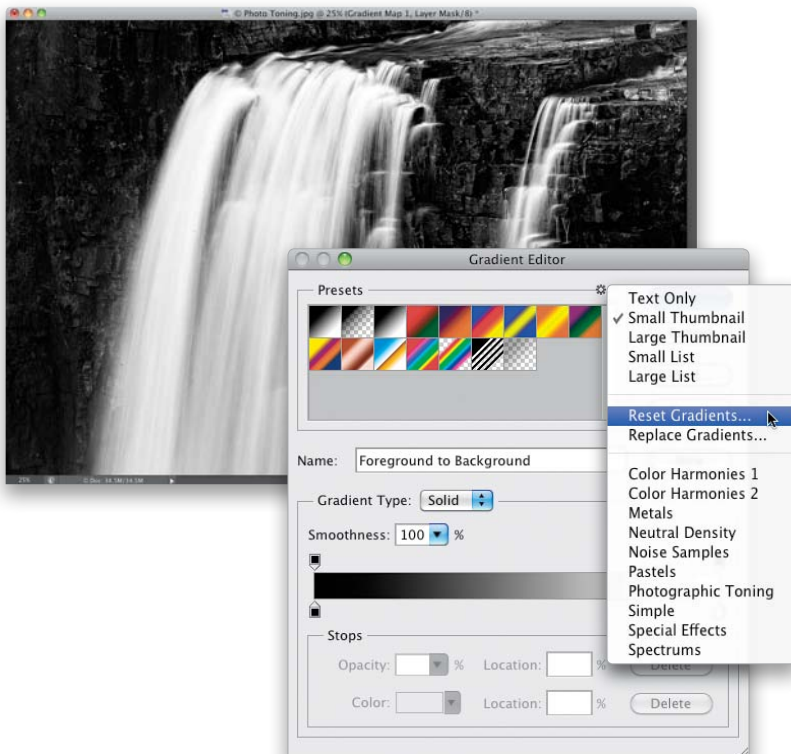 © Photo Toning.jpg @ 25% (Gradient Map 1, Layer Mask/8) *
25%
Gradient Editor
Presets
Text Only
✓ Small Thumbnail
Large Thumbnail
Small List
Large List
Reset Gradients...
Replace Gradients...
Color Harmonies 1
Color Harmonies 2
Metals
Neutral Density
Noise Samples
Pastels
Photographic Toning
Simple
Special Effects
Spectrums
Name: Foreground to Background
Gradient Type: Solid
Smoothness: 100 %
Stops
Opacity: % Location: % Delete
Color: Location: % Delete